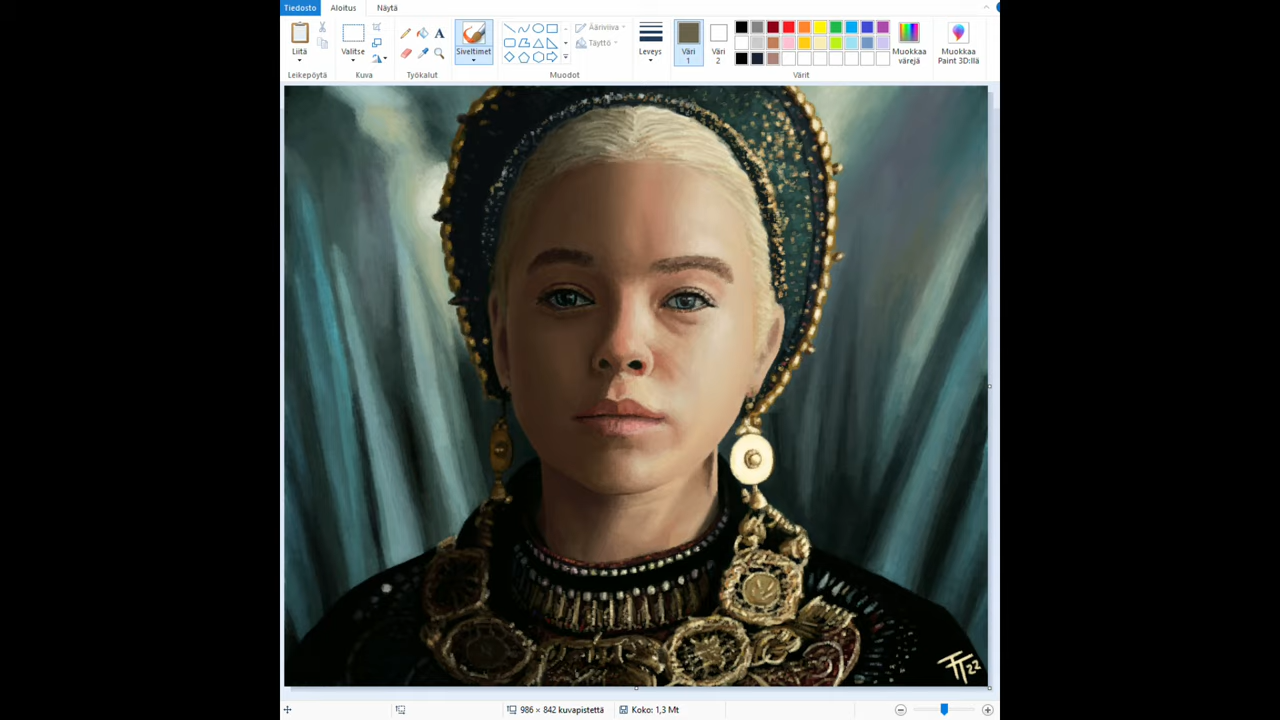 Tiedosto Aloitus Näytä
Liitä
Valitse
A
Siveltimet
Ääriviiva
Täyttö
Leveys
Väri
1
Väri
2
Muokkaa
värejä
Muokkaa
Paint 3D:llä
Leikepöytä Kuva Työkalut Muodot Värit
22
986 × 842 kuvapistettä Koko: 1,3 Mt